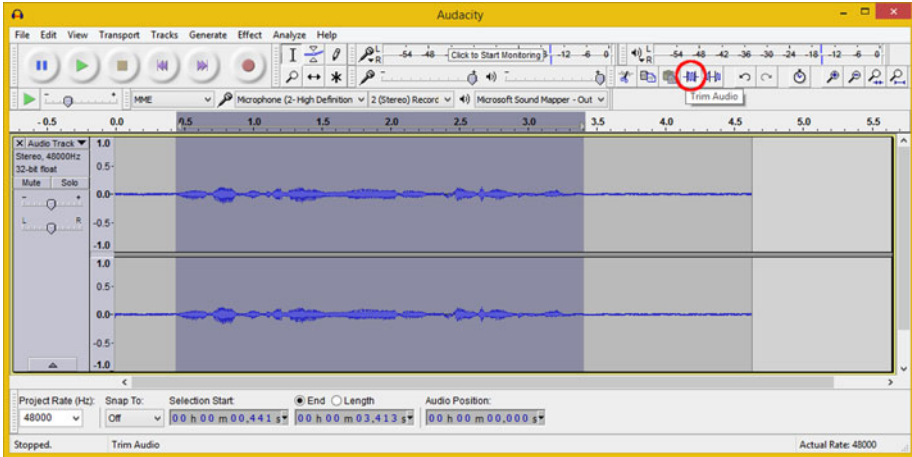 Audacity
File Edit View Transport Tracks Generate Effect Analyze Help
L R -54 -48 Click to Start Monitoring -12 -6 0 L R -54 -48 -42 -36 -30 -24 -18 -12 -6 0
MME Microphone (2- High Definition 2 (Stereo) Recorc Microsoft Sound Mapper - Out Trim Audio
-0.5 0.0 0.5 1.0 1.5 2.0 2.5 3.0 3.5 4.0 4.5 5.0 5.5
X Audio Track 1.0
Stereo, 48000Hz
32-bit float 0.5
Mute Solo
- + 0.0
L R -0.5
-1.0
1.0
0.5
0.0
-0.5
-1.0
Project Rate (Hz): Snap To: Selection Start: End Length Audio Position:
48000 Off 00 h 00 m 00.441 s 00 h 00 m 03.413 s 00 h 00 m 00.000 s
Stopped. Trim Audio Actual Rate: 48000